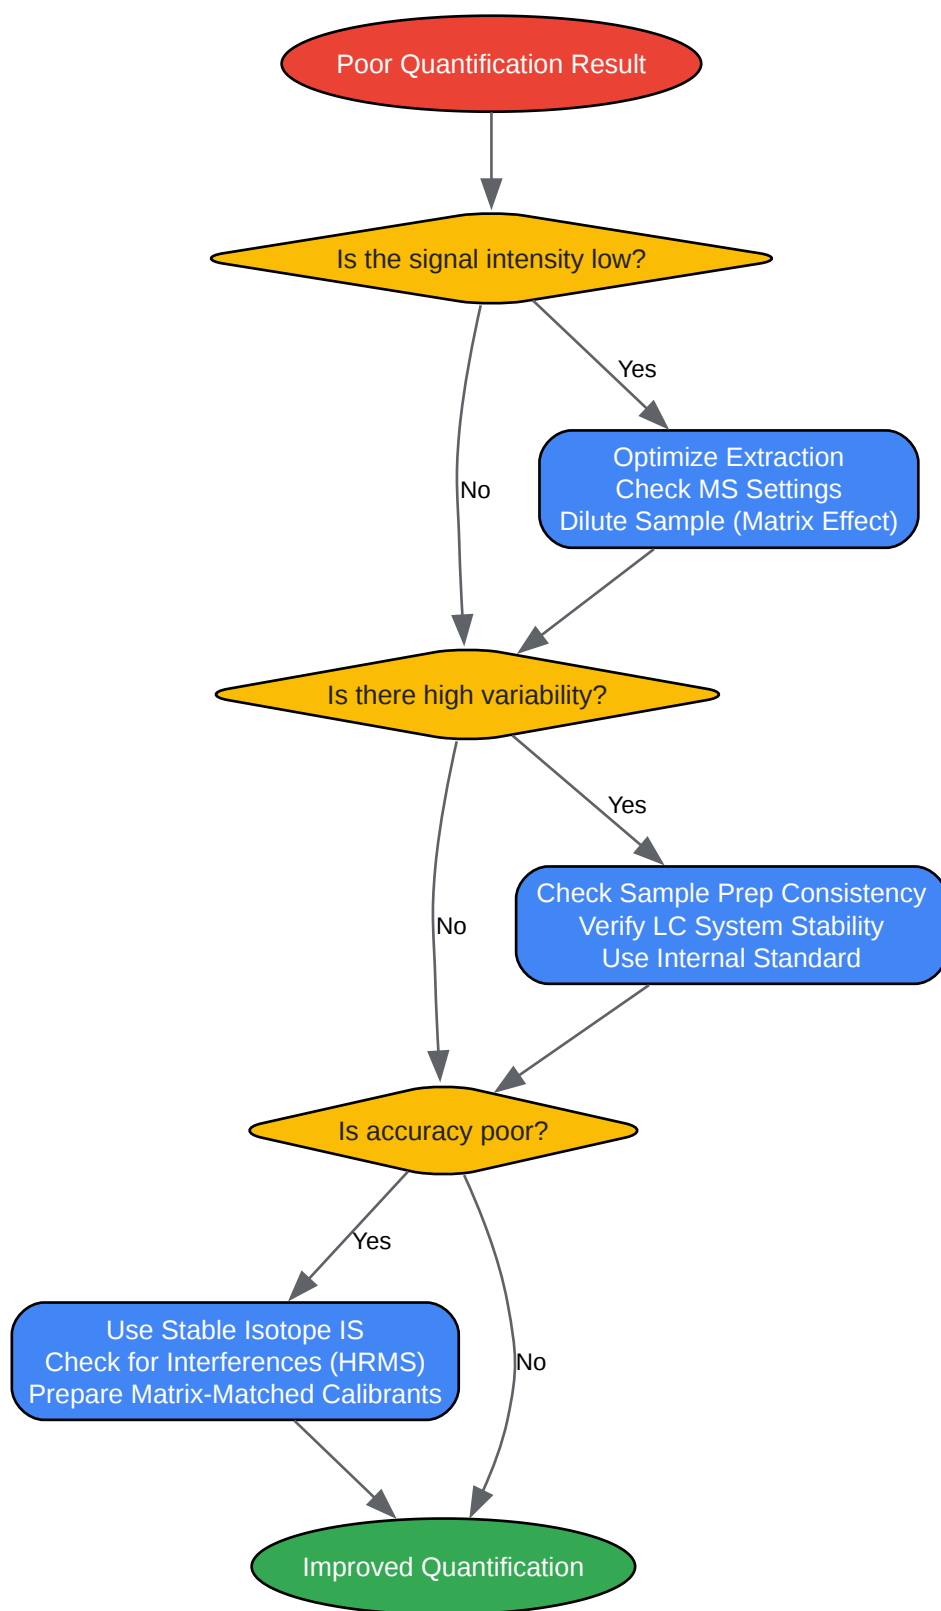 Poor Quantification Result
Is the signal intensity low?
Yes
Optimize Extraction
Check MS Settings
Dilute Sample (Matrix Effect)
No
Is there high variability?
Yes
Check Sample Prep Consistency
Verify LC System Stability
Use Internal Standard
No
Is accuracy poor?
Yes
Use Stable Isotope IS
Check for Interferences (HRMS)
Prepare Matrix-Matched Calibrants
No
Improved Quantification